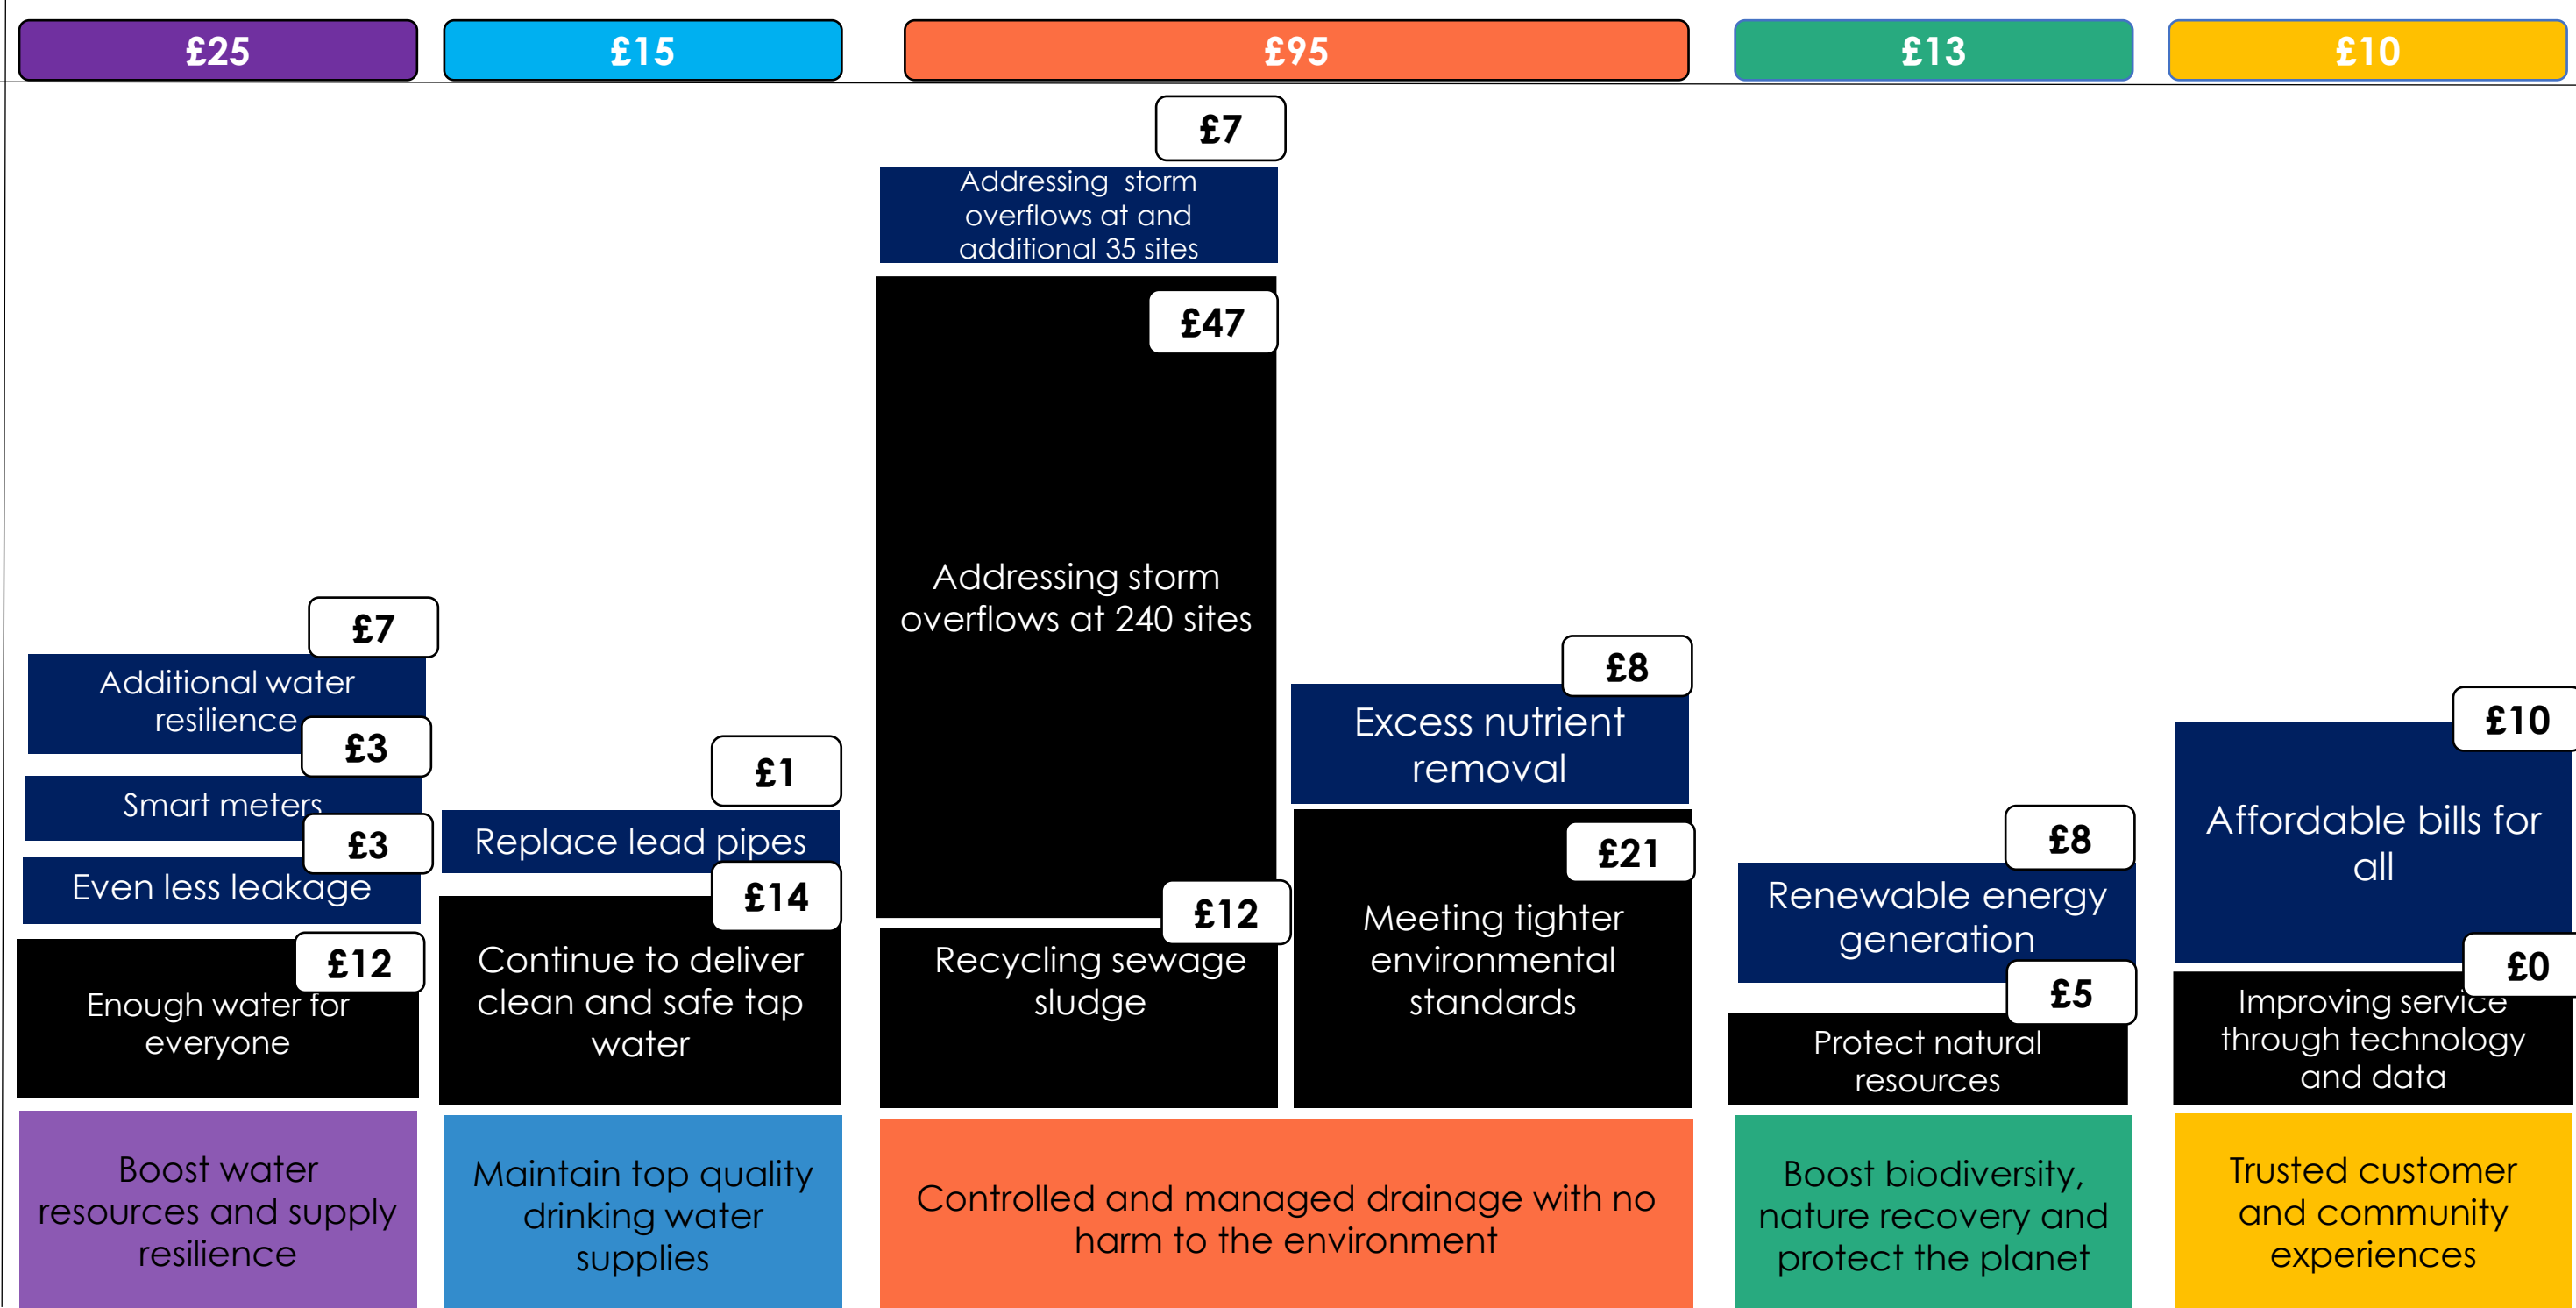 £25
£15
£95
£13
£10
£7
Addressing storm
overflows at and
additional 35 sites
£47
Addressing storm
overflows at 240 sites
£12
Recycling sewage
sludge
£8
Excess nutrient
removal
£21
Meeting tighter
environmental
standards
£7
Additional water
resilience
£3
Smart meters
£3
Even less leakage
£12
Enough water for
everyone
£1
Replace lead pipes
£14
Continue to deliver
clean and safe tap
water
£8
Renewable energy
generation
£5
Protect natural
resources
£10
Affordable bills for
all
£0
Improving service
through technology
and data
Boost water
resources and supply
resilience
Maintain top quality
drinking water
supplies
Controlled and managed drainage with no
harm to the environment
Boost biodiversity,
nature recovery and
protect the planet
Trusted customer
and community
experiences